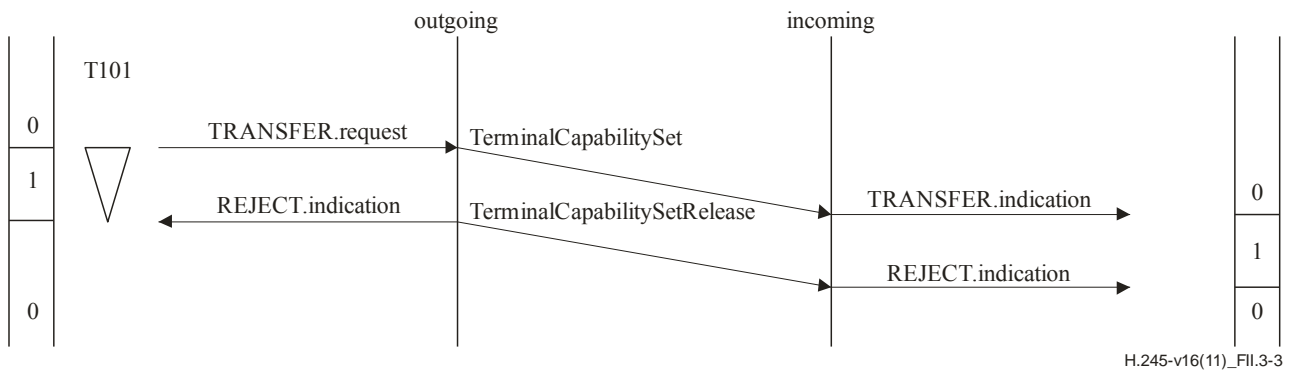 outgoing incoming
T101
0 TRANSFER.request TerminalCapabilitySet
1 TRANSFER.indication 0
REJECT.indication TerminalCapabilitySetRelease
1
REJECT.indication
0 0
H.245-v16(11)_FII.3-3